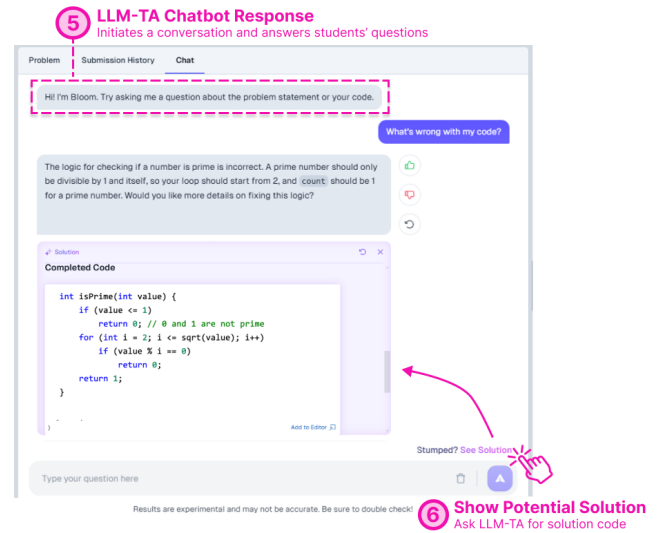 5 LLM-TA Chatbot Response
Initiates a conversation and answers students' questions
Problem Submission History Chat
Hi! I'm Bloom. Try asking me a question about the problem statement or your code.
What's wrong with my code?
The logic for checking if a number is prime is incorrect. A prime number should only
be divisible by 1 and itself, so your loop should start from 2, and count should be 1
for a prime number. Would you like more details on fixing this logic?
Solution
Completed Code
int isPrime(int value) {
if (value <= 1)
return 0; // 0 and 1 are not prime
for (int i = 2; i <= sqrt(value); i++)
if (value % i == 0)
return 0;
return 1;
}
}
Add to Editor
Stumped? See Solution
Type your question here
Results are experimental and may not be accurate. Be sure to double check!
6 Show Potential Solution
Ask LLM-TA for solution code